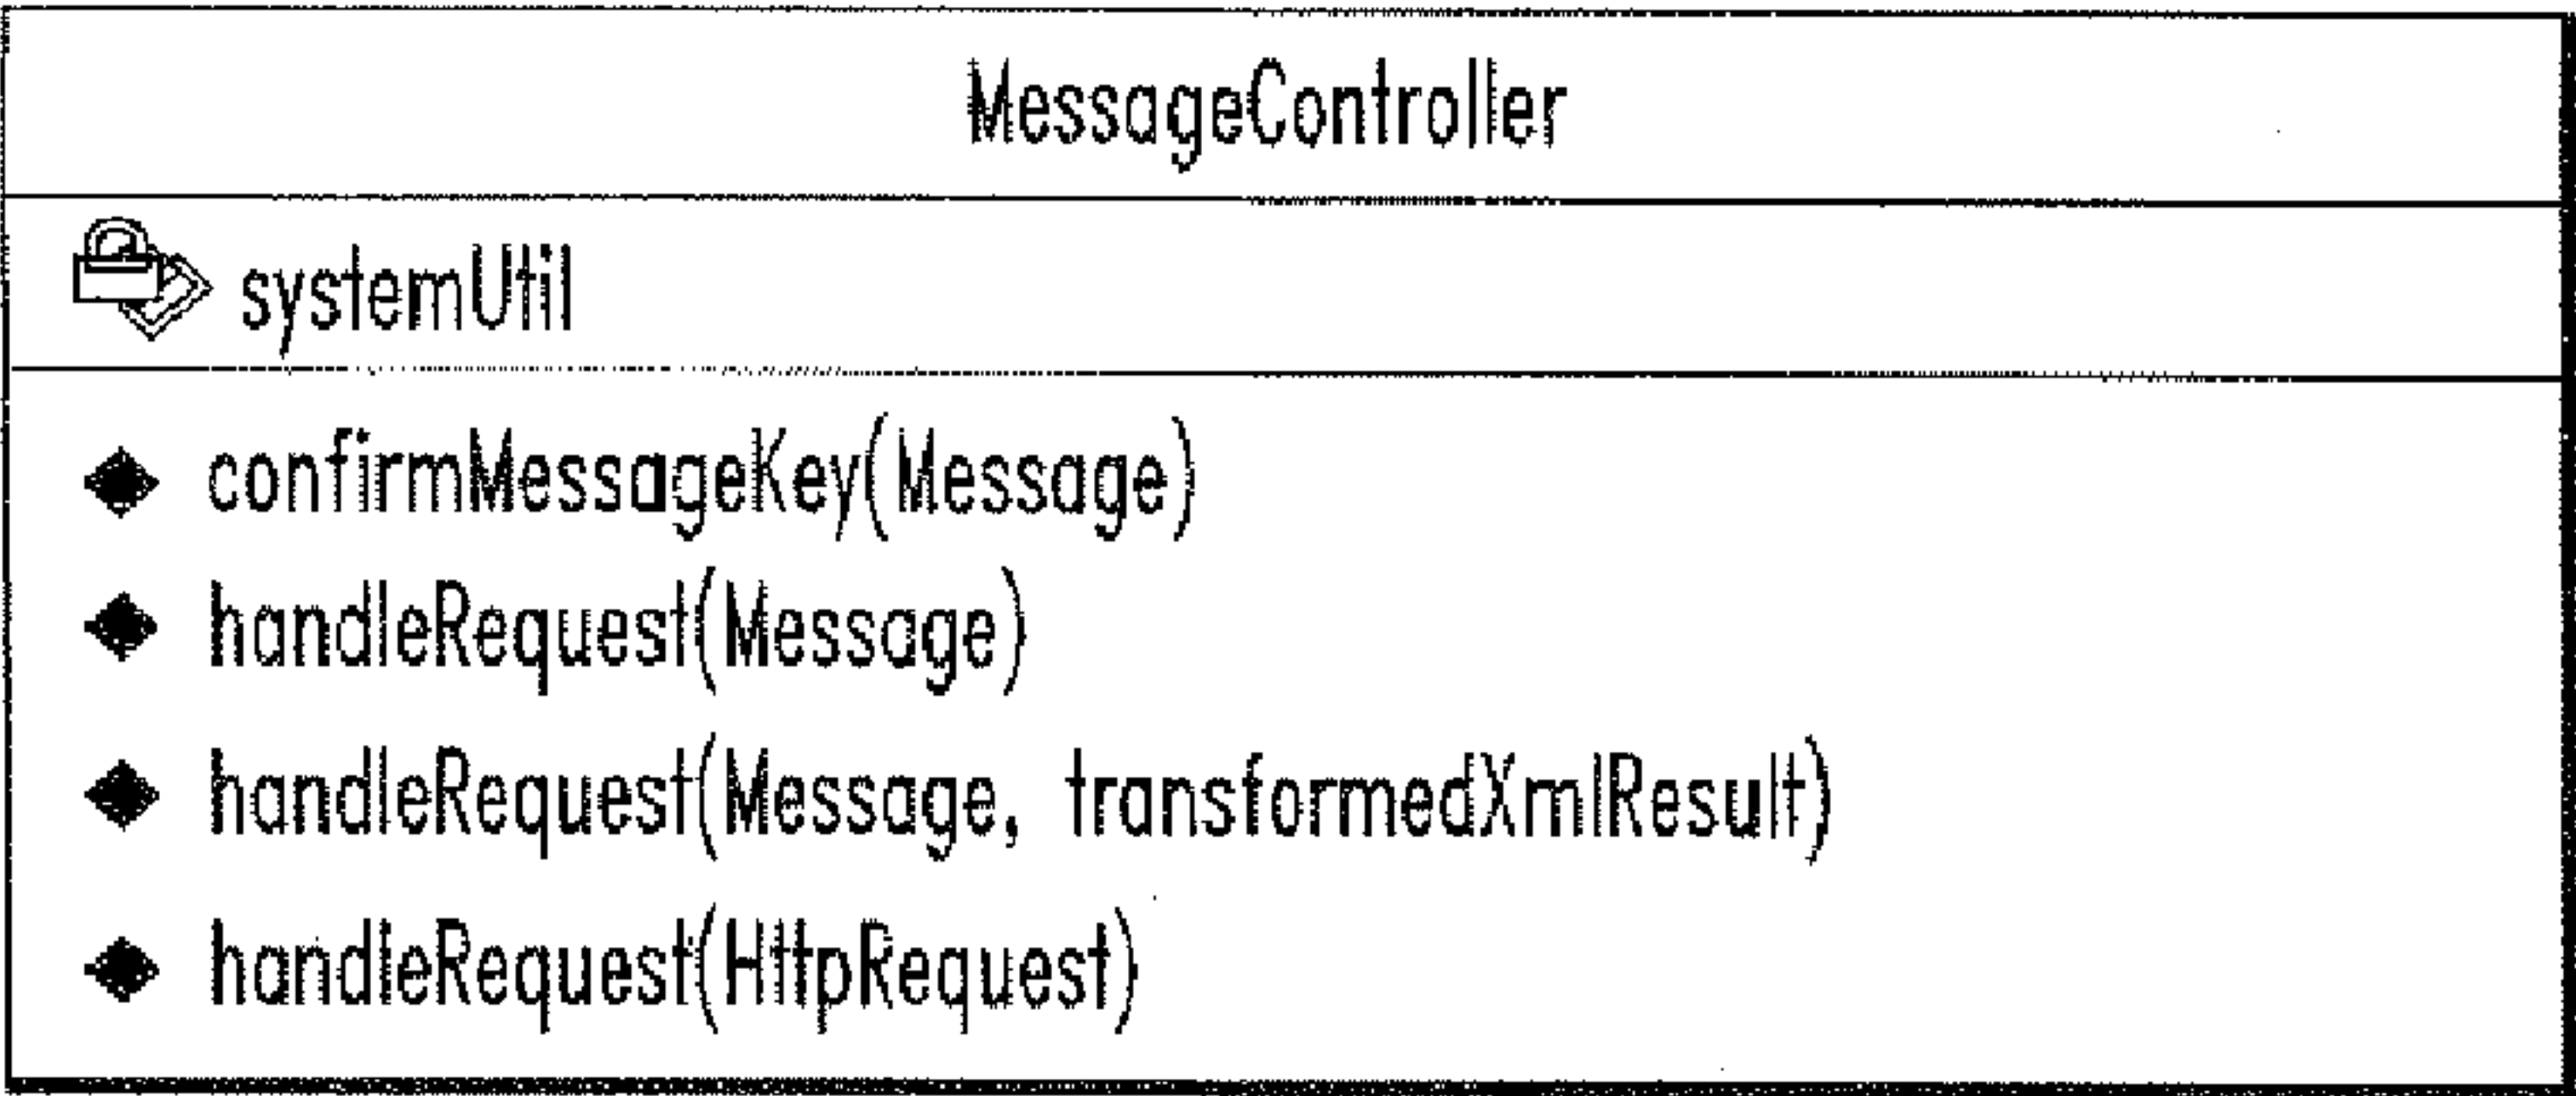 MessageController
systemUtil
confirmMessageKey(Message)
handleRequest(Message)
handleRequest(Message, transformedXmlResult)
handleRequest(HttpRequest)